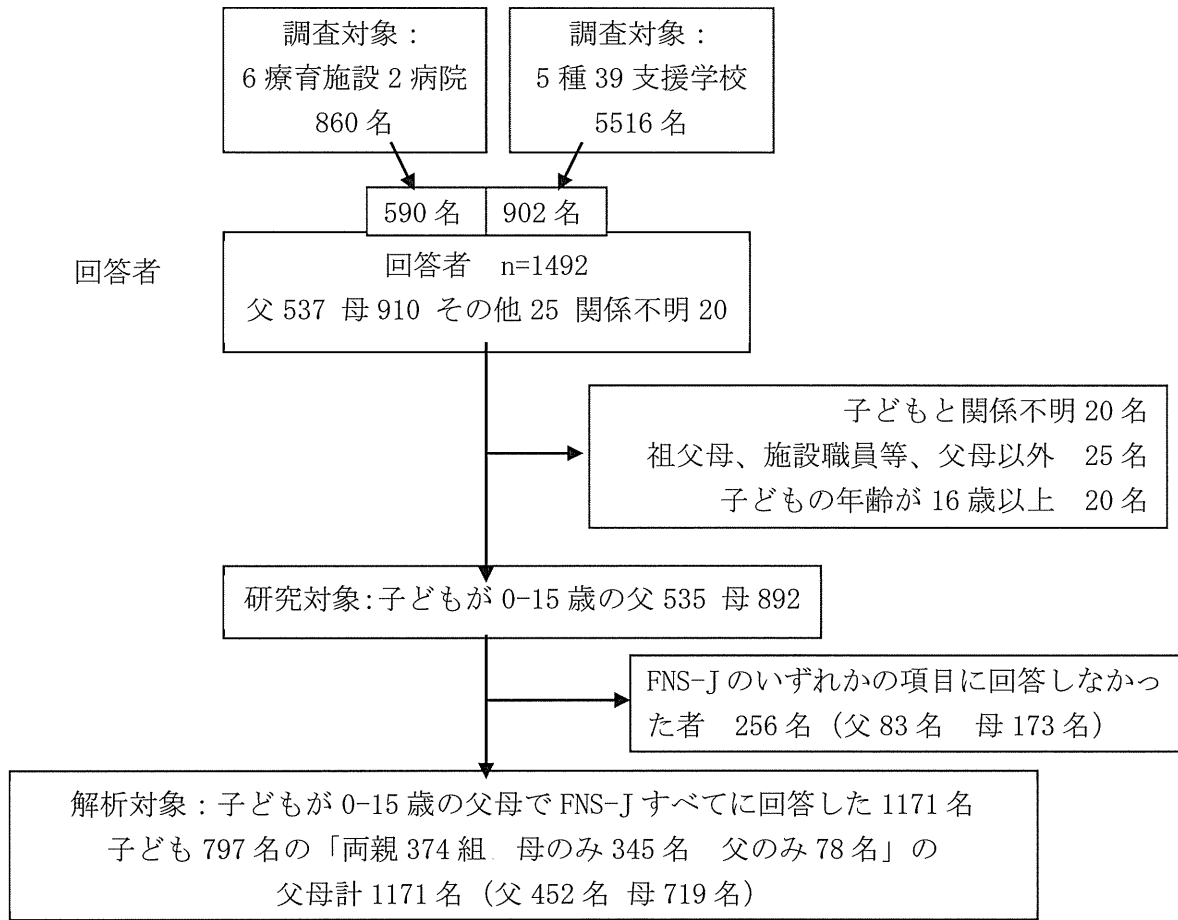 調査対象：
6療育施設2病院
860名
調査対象：
5種39支援学校
5516名
590名
902名
回答者
回答者　n=1492
父537 母910 その他25 関係不明20
子どもと関係不明20名
祖父母、施設職員等、父母以外　25名
子どもの年齢が16歳以上　20名
研究対象:子どもが0-15歳の父535 母892
FNS-Jのいずれかの項目に回答しなかっ
た者　256名（父83名　母173名）
解析対象：子どもが0-15歳の父母でFNS-Jすべてに回答した1171名
子ども797名の「両親374組　母のみ345名　父のみ78名」の
父母計1171名（父452名 母719名）